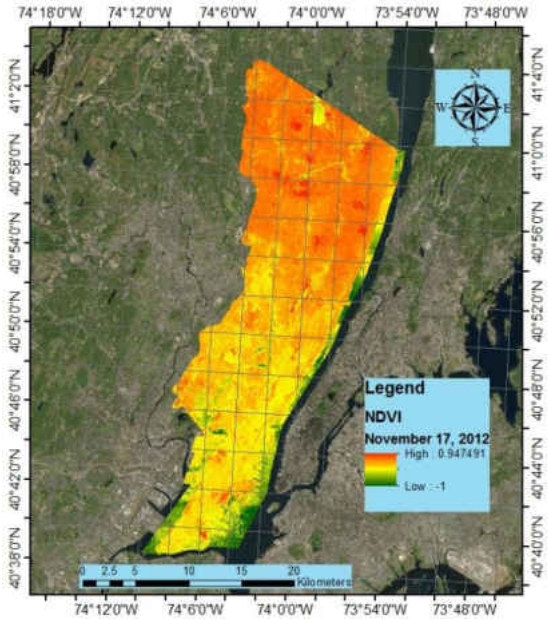 74°18'0"W 74°12'0"W 74°6'0"W 74°0'0"W 73°54'0"W 73°48'0"W
41°2'0"N
40°58'0"N
40°54'0"N
40°50'0"N
40°46'0"N
40°42'0"N
40°38'0"N
41°4'0"N
41°0'0"N
40°56'0"N
40°52'0"N
40°48'0"N
40°44'0"N
40°40'0"N
N
W E
S
Legend
NDVI
November 17, 2012
High : 0.947491
Low : -1
0 2.5 5 10 15 20
Kilometers
74°12'0"W 74°6'0"W 74°0'0"W 73°54'0"W 73°48'0"W